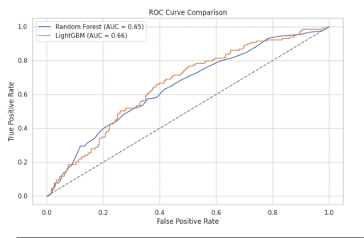 ROC Curve Comparison
Random Forest (AUC = 0.65)
LightGBM (AUC = 0.66)
1.0
0.8
0.6
0.4
0.2
0.0
True Positive Rate
0.0 0.2 0.4 0.6 0.8 1.0
False Positive Rate